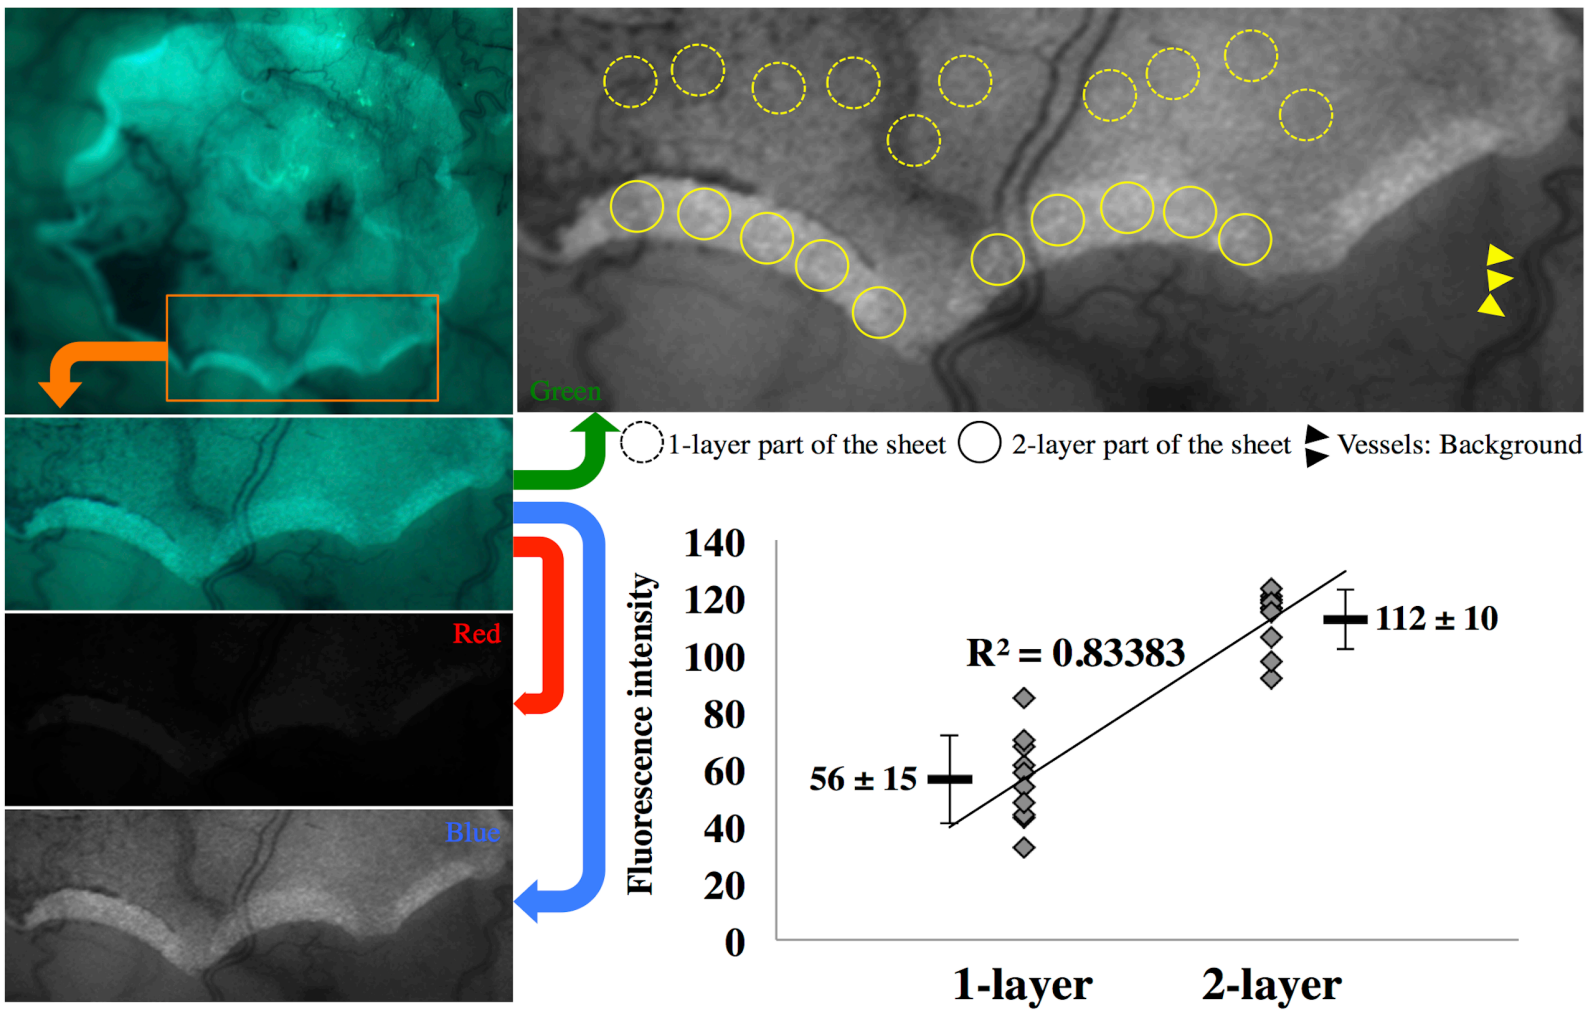 Green
Red
Blue
1-layer part of the sheet
2-layer part of the sheet
Vessels: Background
Fluorescence intensity
140
120
100
80
60
40
20
0
R² = 0.83383
112 ± 10
56 ± 15
1-layer
2-layer